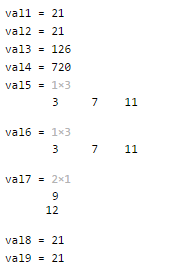 val1 = 21
val2 = 21
val3 = 126
val4 = 720
val5 = 1×3
3 7 11
val6 = 1×3
3 7 11
val7 = 2×1
9
12
val8 = 21
val9 = 21